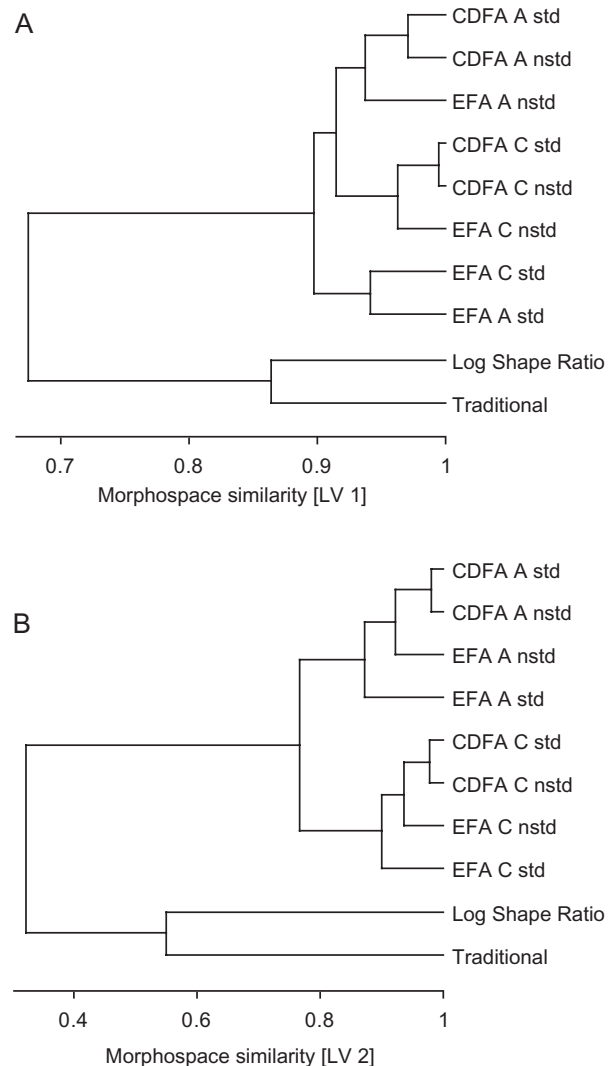 A
CDFA A std
CDFA A nstd
EFA A nstd
CDFA C std
CDFA C nstd
EFA C nstd
EFA C std
EFA A std
Log Shape Ratio
Traditional
0.7 0.8 0.9 1
Morphospace similarity [LV 1]
B
CDFA A std
CDFA A nstd
EFA A nstd
EFA A std
CDFA C std
CDFA C nstd
EFA C nstd
EFA C std
Log Shape Ratio
Traditional
0.4 0.6 0.8 1
Morphospace similarity [LV 2]